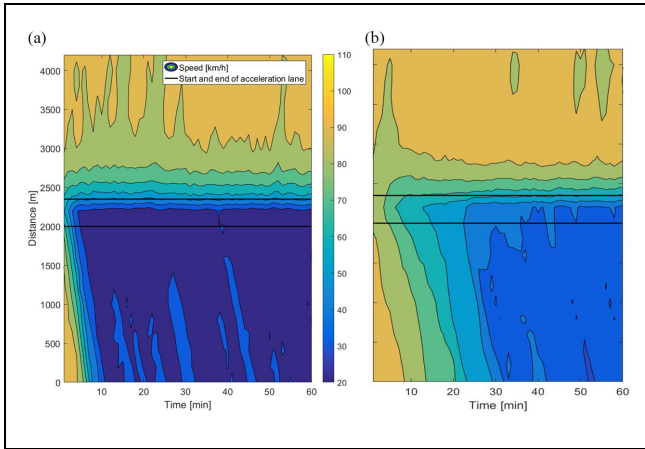 (a)
(b)
Speed [km/h]
Start and end of acceleration lane
4000
3500
3000
2500
2000
1500
1000
500
0
Distance [m]
10 20 30 40 50 60
Time [min]
110
100
90
80
70
60
50
40
30
20
10 20 30 40 50 60
Time [min]